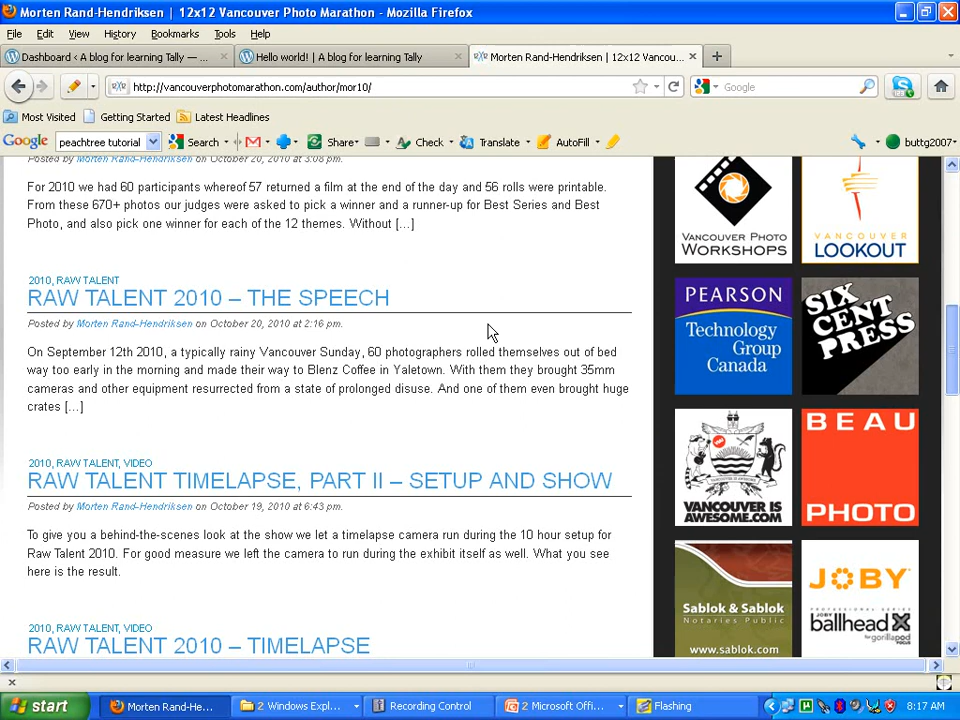 Morten Rand-Hendriksen | 12x12 Vancouver Photo Marathon - Mozilla Firefox
File Edit View History Bookmarks Tools Help
Dashboard ‹ A blog for learning Tally — ...
Hello world! | A blog for learning Tally
Morten Rand-Hendriksen | 12x12 Vancou...
http://vancouverphotomarathon.com/author/mor10/
Google
Most Visited Getting Started Latest Headlines
Google peachtree tutorial Search Share Check Translate AutoFill buttg2007
Posted by Morten Rand-Hendriksen on October 20, 2010 at 3:08 pm.
For 2010 we had 60 participants whereof 57 returned a film at the end of the day and 56 rolls were printable.
From these 670+ photos our judges were asked to pick a winner and a runner-up for Best Series and Best
Photo, and also pick one winner for each of the 12 themes. Without [...]
2010, RAW TALENT
RAW TALENT 2010 – THE SPEECH
Posted by Morten Rand-Hendriksen on October 20, 2010 at 2:16 pm.
On September 12th 2010, a typically rainy Vancouver Sunday, 60 photographers rolled themselves out of bed
way too early in the morning and made their way to Blenz Coffee in Yaletown. With them they brought 35mm
cameras and other equipment resurrected from a state of prolonged disuse. And one of them even brought huge
crates [...]
2010, RAW TALENT, VIDEO
RAW TALENT TIMELAPSE, PART II – SETUP AND SHOW
Posted by Morten Rand-Hendriksen on October 19, 2010 at 6:43 pm.
To give you a behind-the-scenes look at the show we let a timelapse camera run during the 10 hour setup for
Raw Talent 2010. For good measure we left the camera to run during the exhibit itself as well. What you see
here is the result.
2010, RAW TALENT, VIDEO
RAW TALENT 2010 – TIMELAPSE
VANCOUVER PHOTO
WORKSHOPS
VANCOUVER
LOOKOUT
PEARSON
Technology
Group
Canada
SIX
CENT
PRESS
VANCOUVER IS
AWESOME.COM
BEAU
PHOTO
Sablok & Sablok
Notaries Public
www.sablok.com
JOBY
PROFESSIONAL SERIES
JOBY
ballhead X
for gorillapod
FOCUS
start
Morten Rand-He...
2 Windows Expl...
Recording Control
2 Microsoft Offi...
Flashing
8:17 AM